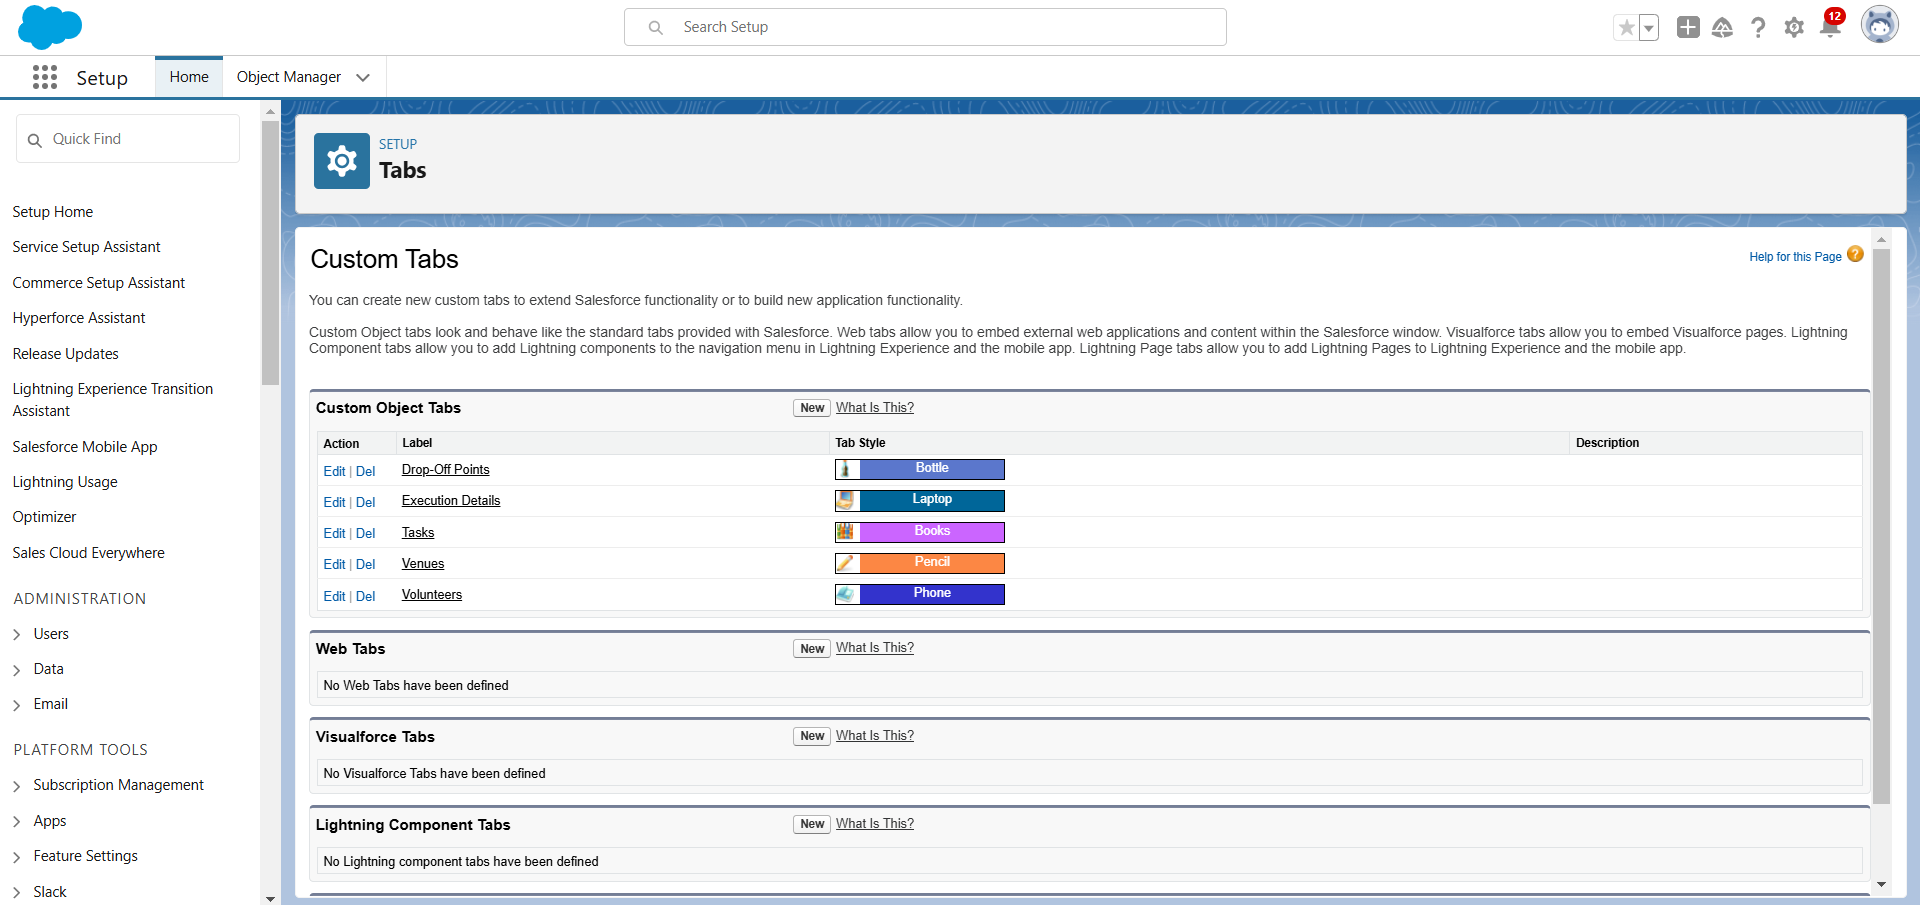 Search Setup
12
Setup
Home
Object Manager
Quick Find
Setup Home
Service Setup Assistant
Commerce Setup Assistant
Hyperforce Assistant
Release Updates
Lightning Experience Transition
Assistant
Salesforce Mobile App
Lightning Usage
Optimizer
Sales Cloud Everywhere
ADMINISTRATION
Users
Data
Email
PLATFORM TOOLS
Subscription Management
Apps
Feature Settings
Slack
SETUP
Tabs
Custom Tabs
Help for this Page ?
You can create new custom tabs to extend Salesforce functionality or to build new application functionality.
Custom Object tabs look and behave like the standard tabs provided with Salesforce. Web tabs allow you to embed external web applications and content within the Salesforce window. Visualforce tabs allow you to embed Visualforce pages. Lightning
Component tabs allow you to add Lightning components to the navigation menu in Lightning Experience and the mobile app. Lightning Page tabs allow you to add Lightning Pages to Lightning Experience and the mobile app.
Custom Object Tabs New What Is This?
Action Label Tab Style Description
Edit | Del Drop-Off Points Bottle
Edit | Del Execution Details Laptop
Edit | Del Tasks Books
Edit | Del Venues Pencil
Edit | Del Volunteers Phone
Web Tabs New What Is This?
No Web Tabs have been defined
Visualforce Tabs New What Is This?
No Visualforce Tabs have been defined
Lightning Component Tabs New What Is This?
No Lightning component tabs have been defined